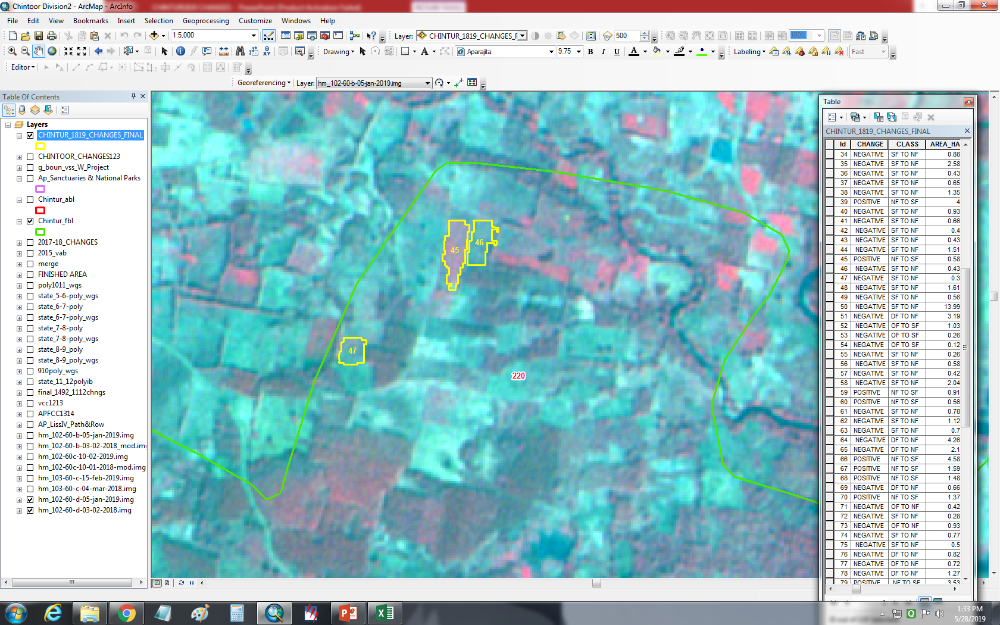 Chintoor Division2 - ArcMap - ArcInfo
File Edit View Bookmarks Insert Selection Geoprocessing Customize Windows Help
1:5,000 Layer: CHINTUR_1819_CHANGES_F 500 100%
Drawing Aparajita 9.75 B I U A Labeling Fast
Editor
Georeferencing Layer: hm_102-60-b-05-jan-2019.img
Table Of Contents
Layers
CHINTUR_1819_CHANGES_FINAL
CHINTOOR_CHANGES123
g_boun_vss_W_Project
Ap_Sanctuaries & National Parks
Chintur_abl
Chintur_fbl
2017-18_CHANGES
2015_vab
merge
FINISHED AREA
poly1011_wgs
state_5-6-poly_wgs
state_6-7-poly
state_6-7-poly_wgs
state_7-8-poly
state_7-8-poly_wgs
state_8-9_poly
state_8-9_poly_wgs
910poly_wgs
state_11_12polyib
final_1492_1112chngs
vcc1213
APFCC1314
AP_LissIV_Path&Row
hm_102-60-b-05-jan-2019.img
hm_102-60-b-03-02-2018_mod.img
hm_102-60c-10-02-2019.img
hm_102-60c-10-01-2018-mod.img
hm_103-60-c-15-feb-2019.img
hm_103-60-c-04-mar-2018.img
hm_102-60-d-05-jan-2019.img
hm_102-60-d-03-02-2018.img
45
46
47
220
Table
CHINTUR_1819_CHANGES_FINAL
Id CHANGE CLASS AREA_HA
34 NEGATIVE SF TO NF 0.88
35 NEGATIVE SF TO NF 2.58
36 NEGATIVE SF TO NF 0.43
37 NEGATIVE SF TO NF 0.65
38 NEGATIVE SF TO NF 1.35
39 POSITIVE NF TO SF 4
40 NEGATIVE SF TO NF 0.93
41 NEGATIVE SF TO NF 0.66
42 NEGATIVE SF TO NF 0.4
43 NEGATIVE SF TO NF 0.43
44 NEGATIVE SF TO NF 1.51
45 POSITIVE NF TO SF 0.58
46 NEGATIVE SF TO NF 0.43
47 NEGATIVE SF TO NF 0.3
48 NEGATIVE SF TO NF 1.61
49 NEGATIVE SF TO NF 0.56
50 NEGATIVE SF TO NF 13.99
51 NEGATIVE DF TO NF 3.19
52 NEGATIVE OF TO SF 1.03
53 NEGATIVE OF TO SF 0.26
54 NEGATIVE OF TO SF 0.12
55 NEGATIVE SF TO NF 0.26
56 NEGATIVE SF TO NF 0.58
57 NEGATIVE SF TO NF 0.42
58 NEGATIVE SF TO NF 2.04
59 POSITIVE NF TO SF 0.91
60 POSITIVE NF TO SF 0.56
61 NEGATIVE SF TO NF 0.78
62 NEGATIVE SF TO NF 1.12
63 NEGATIVE SF TO NF 0.7
64 NEGATIVE DF TO NF 4.26
65 NEGATIVE DF TO NF 2.1
66 POSITIVE NF TO SF 4.58
67 POSITIVE NF TO SF 1.59
68 POSITIVE NF TO SF 1.48
69 NEGATIVE DF TO NF 0.66
70 POSITIVE NF TO SF 1.37
71 NEGATIVE OF TO NF 0.42
72 NEGATIVE SF TO NF 0.28
73 NEGATIVE OF TO NF 0.93
74 NEGATIVE SF TO NF 0.77
75 NEGATIVE SF TO NF 0.5
76 NEGATIVE DF TO NF 0.82
77 NEGATIVE DF TO NF 0.72
78 NEGATIVE DF TO NF 1.27
79 POSITIVE NF TO SF 3.53
1:33 PM
5/28/2019